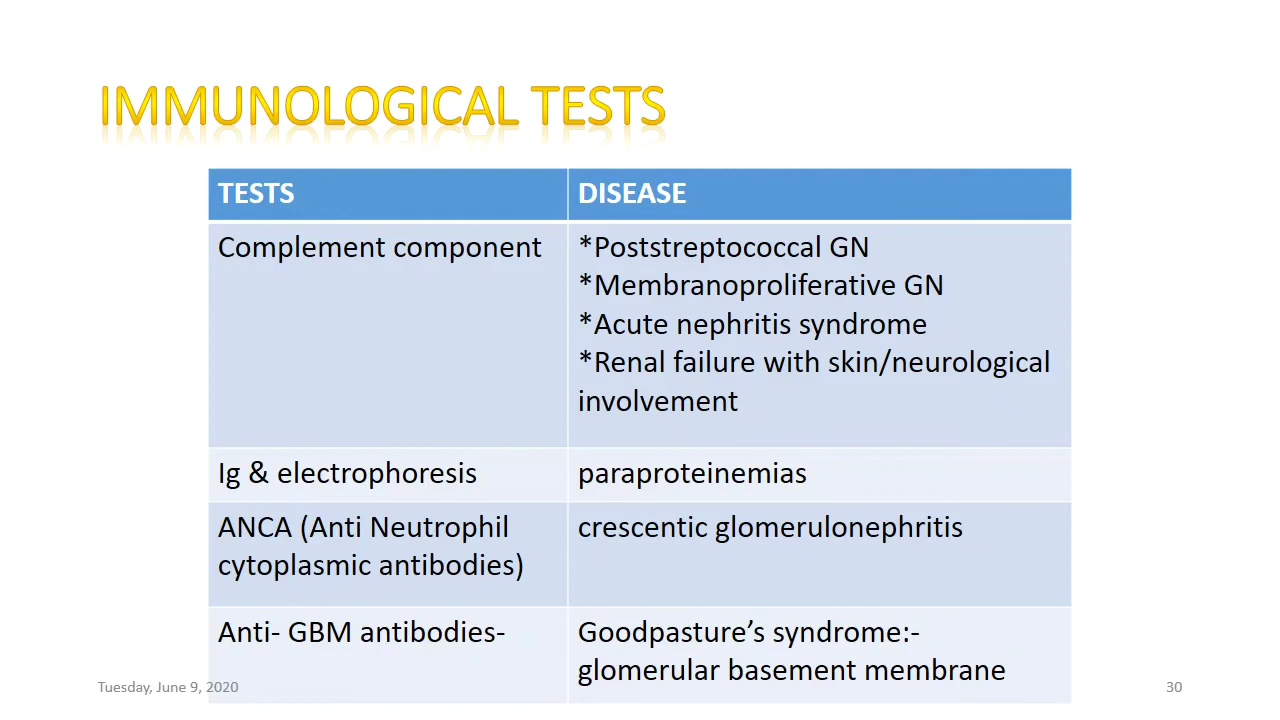 IMMUNOLOGICAL TESTS
TESTS
DISEASE
Complement component
*Poststreptococcal GN
*Membranoproliferative GN
*Acute nephritis syndrome
*Renal failure with skin/neurological
involvement
Ig & electrophoresis
paraproteinemias
ANCA (Anti Neutrophil
cytoplasmic antibodies)
crescentic glomerulonephritis
Anti- GBM antibodies-
Goodpasture’s syndrome:-
glomerular basement membrane
Tuesday, June 9, 2020
30